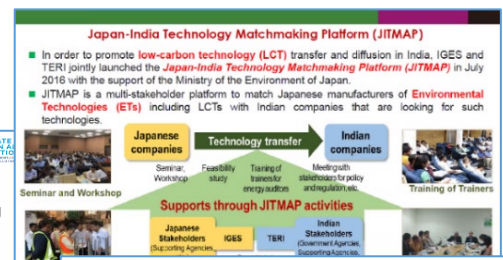 Japan-India Technology Matchmaking Platform (JITMAP)
In order to promote low-carbon technology (LCT) transfer and diffusion in India, IGES and
TERI jointly launched the Japan-India Technology Matchmaking Platform (JITMAP) in July
2016 with the support of the Ministry of the Environment of Japan.
JITMAP is a multi-stakeholder platform to match Japanese manufacturers of Environmental
Technologies (ETs) including LCTs with Indian companies that are looking for such
technologies.
Japanese
companies
Technology transfer
Indian
companies
Seminar,
Workshop
Feasibility
study
Training of
trainers for
energy auditors
Meeting with
stakeholders for policy
and regulation, etc.
Seminar and Workshop
Training of Trainers
Supports through JITMAP activities
Japanese
Stakeholders
(Supporting Agencies,
IGES
TERI
Indian
Stakeholders
(Government Agencies,
Supporting Agencies,